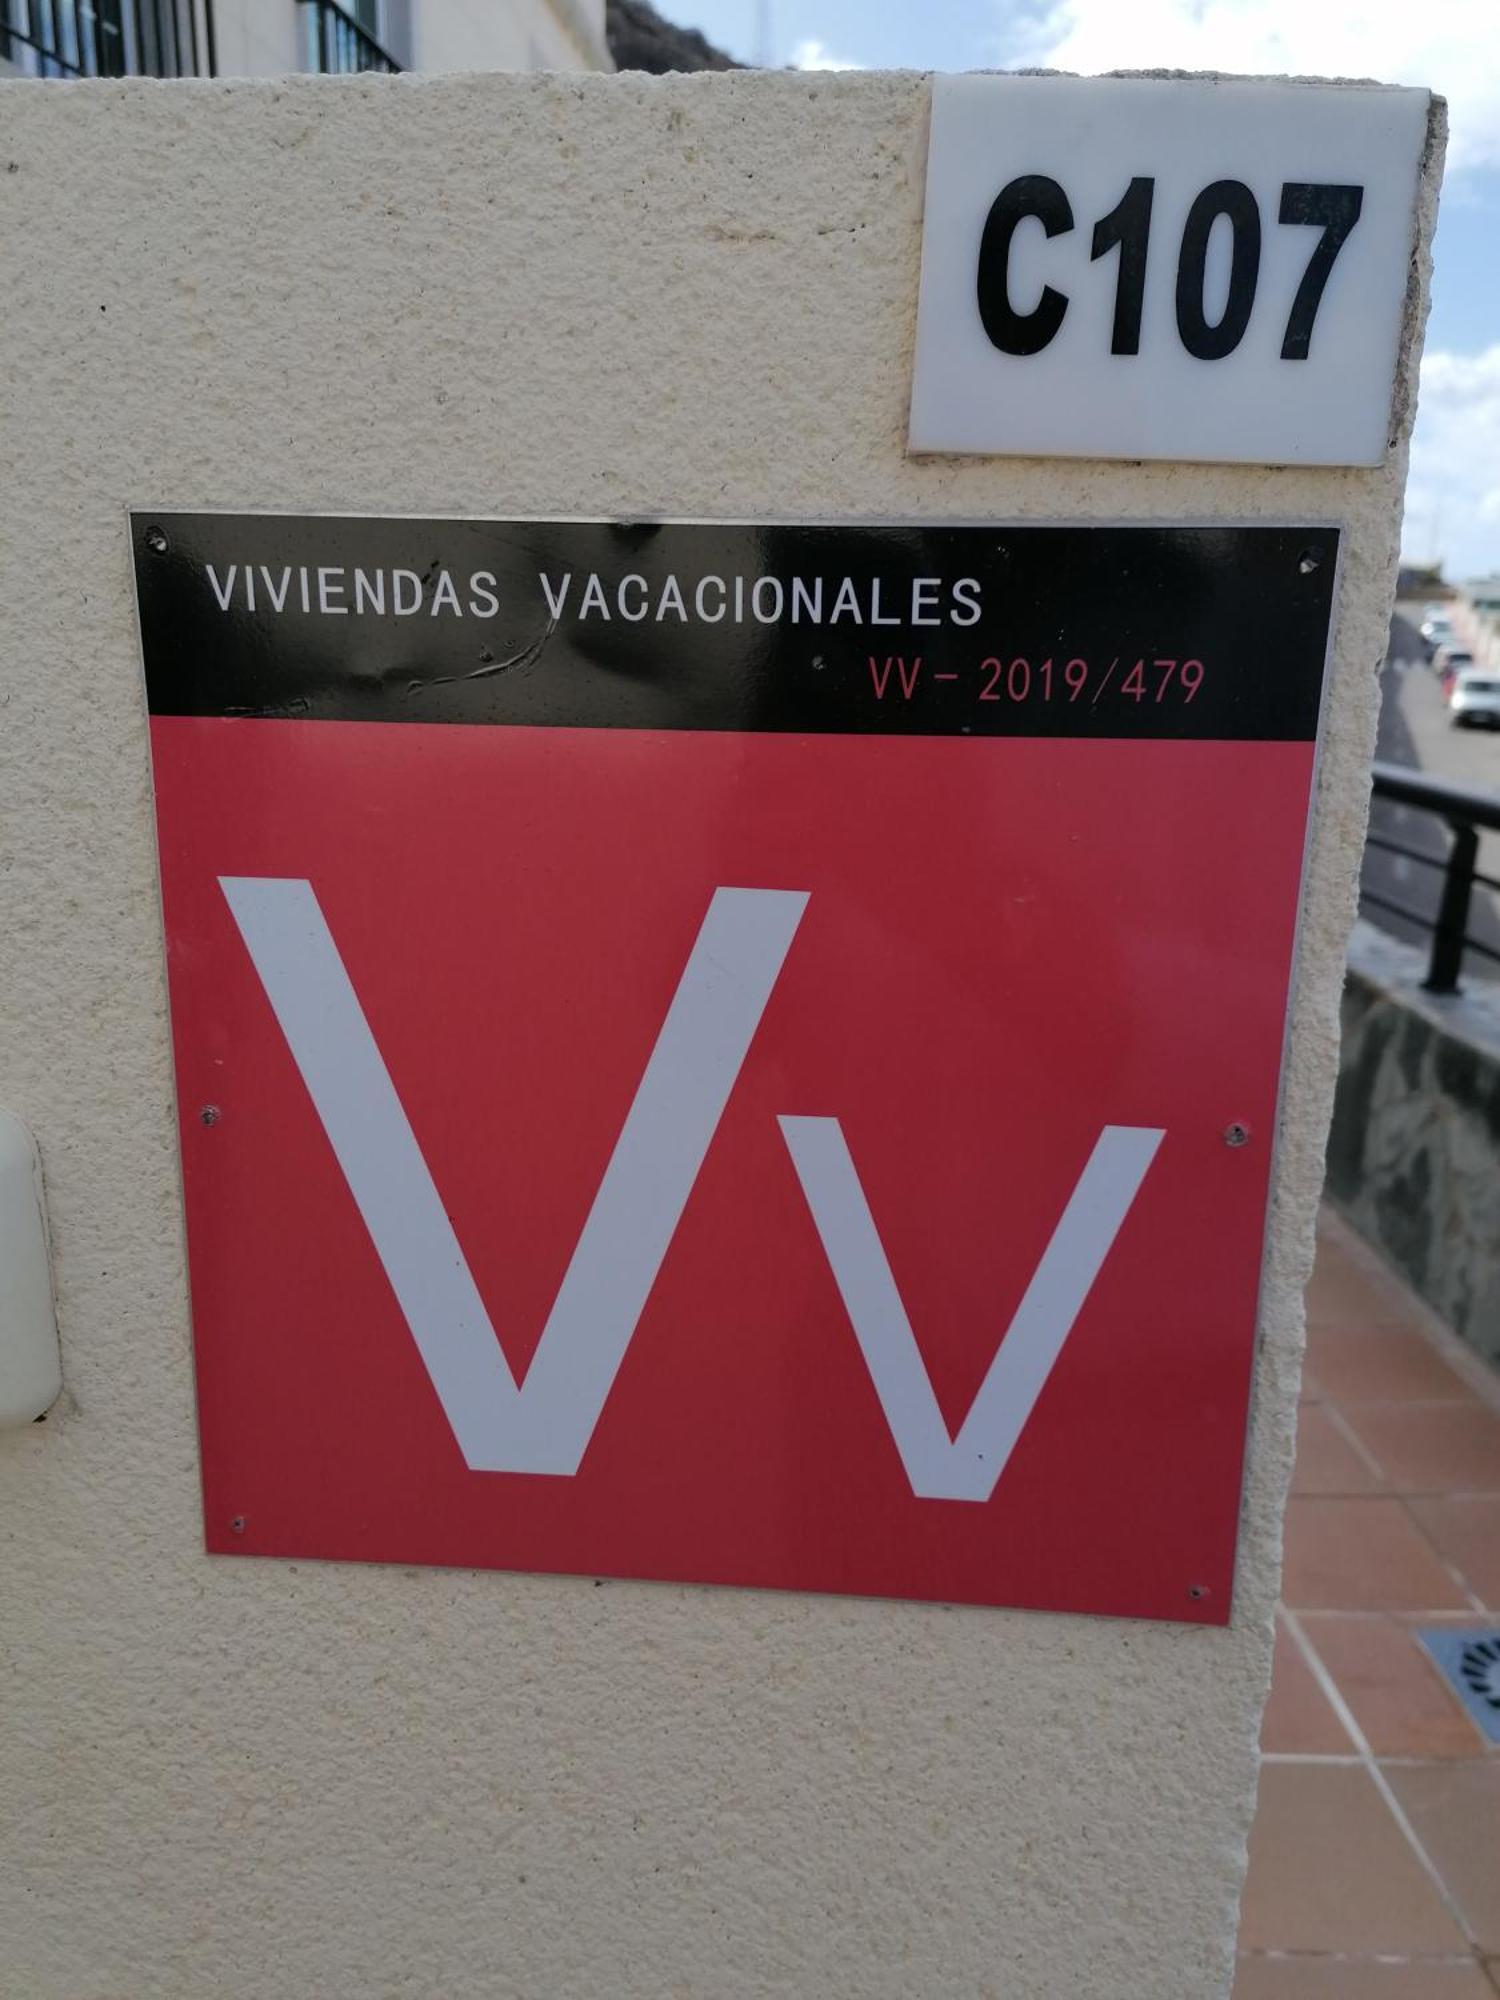 C107
VIVIENDAS VACACIONALES
VV - 2019/479
Vv